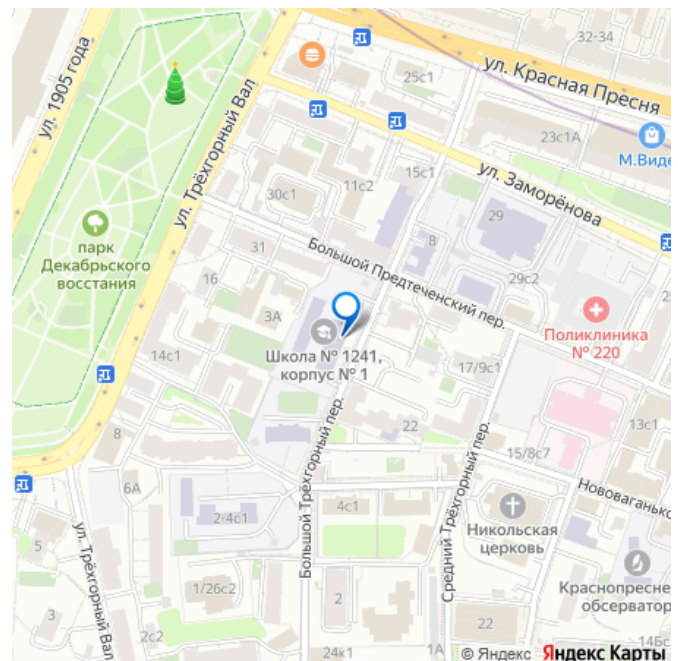 32-34
ул. Красная Пресня
25с1
ул. 1905 года
23с1А
М.Виде
ул. Трёхгорный Вал
15с1
ул. Заморёнова
11с2
30с1
29
8
парк
Декабрьского
восстания
31
Большой Предтеченский пер.
29с2
16
3А
Поликлиника
№ 220
Школа № 1241,
корпус № 1
14с1
17/9с1
8
22
13с1
15/8с7
Большой Трёхгорный пер.
Средний Трёхгорный пер.
Нововаганько
6А
4с1
2-4с1
Никольская
церковь
ул. Трёхгорный Вал
5
Краснопресне
обсерватор
1/26с2
2
3
22
2с2
24к1
1А
14Бс
© Яндекс Яндекс Карты